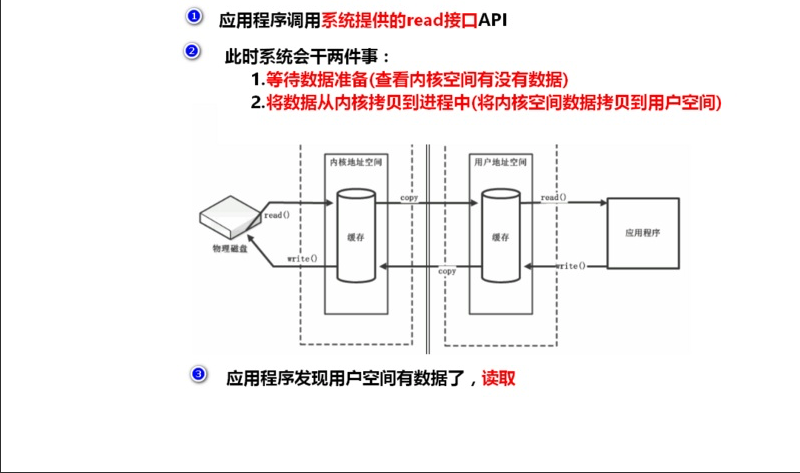 1 应用程序调用系统提供的read接口API
2 此时系统会干两件事：
1.等待数据准备(查看内核空间有没有数据)
2.将数据从内核拷贝到进程中(将内核空间数据拷贝到用户空间)
内核地址空间
用户地址空间
copy
read()
read()
缓存
缓存
应用程序
物理磁盘
write()
copy
write()
3 应用程序发现用户空间有数据了，读取